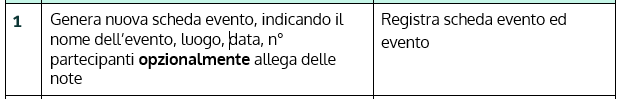 1 Genera nuova scheda evento, indicando il Registra scheda evento ed
nome dell'evento, luogo, data, n° evento
partecipanti opzionalmente allega delle
note